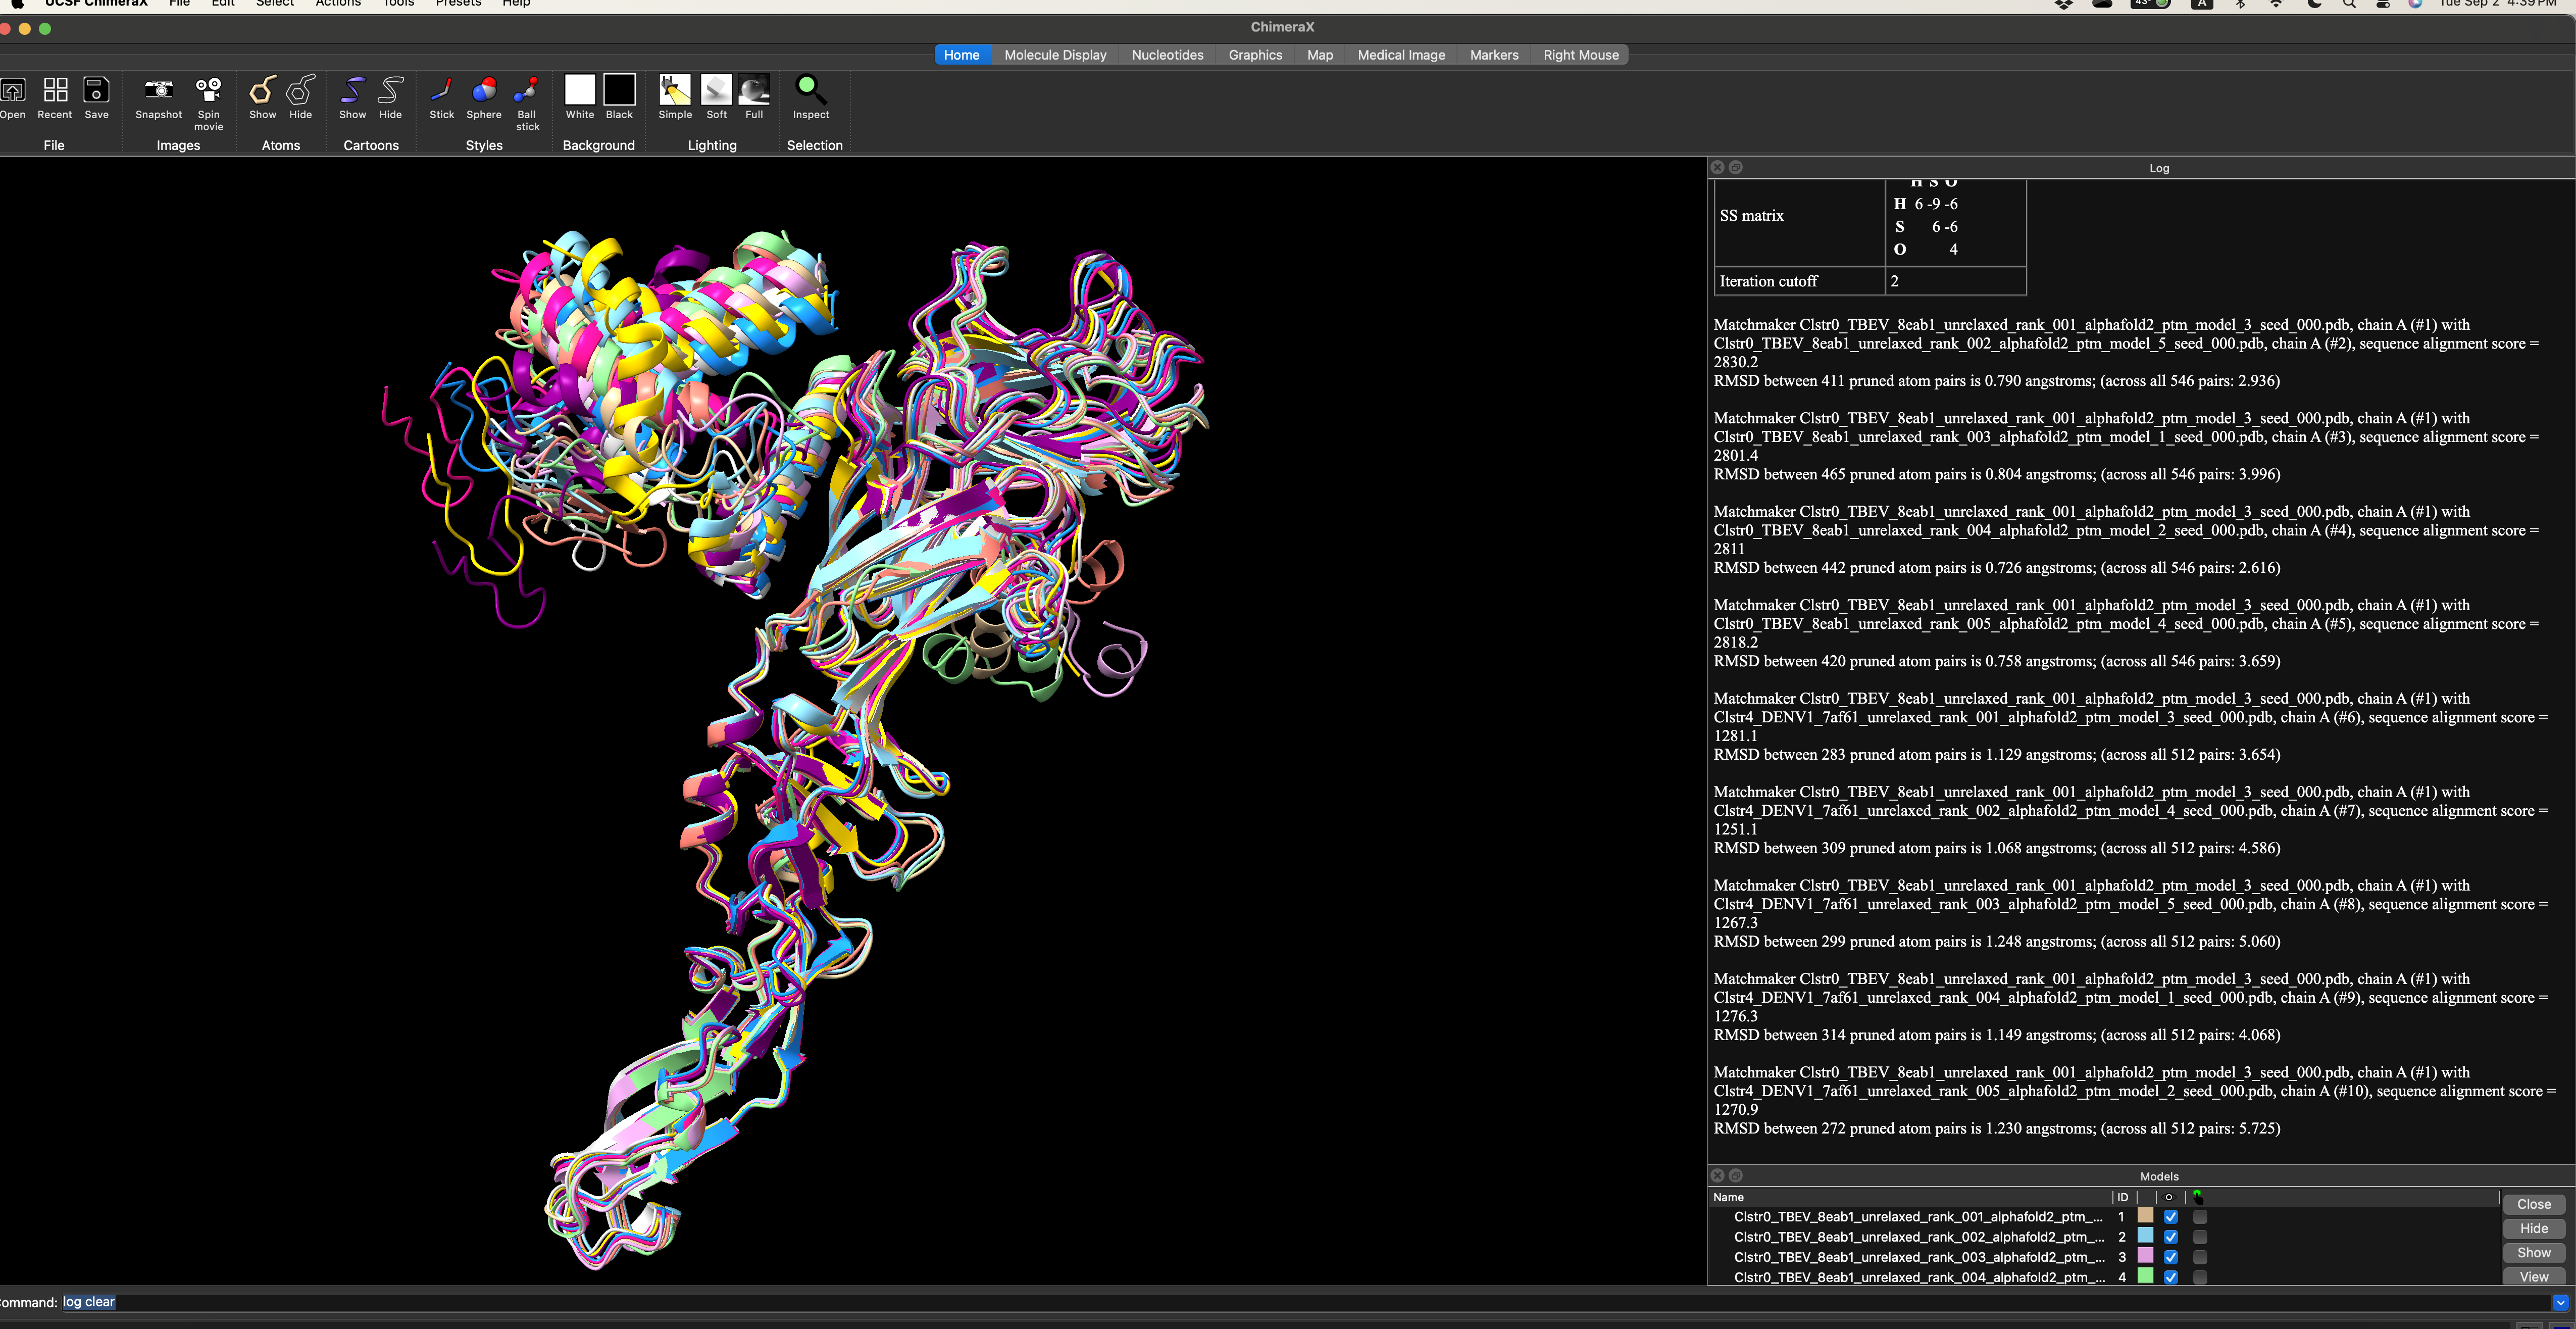 UCSF ChimeraX File Edit Select Actions Tools Presets Help
43° A Tue Sep 2 4:39 PM
ChimeraX
Home Molecule Display Nucleotides Graphics Map Medical Image Markers Right Mouse
Open Recent Save Snapshot Spin movie Show Hide Show Hide Stick Sphere Ball stick White Black Simple Soft Full Inspect
File Images Atoms Cartoons Styles Background Lighting Selection
Log
H S O
SS matrix
H 6 -9 -6
S 6 -6
O 4
Iteration cutoff 2
Matchmaker Clstr0_TBEV_8eab1_unrelaxed_rank_001_alphafold2_ptm_model_3_seed_000.pdb, chain A (#1) with
Clstr0_TBEV_8eab1_unrelaxed_rank_002_alphafold2_ptm_model_5_seed_000.pdb, chain A (#2), sequence alignment score =
2830.2
RMSD between 411 pruned atom pairs is 0.790 angstroms; (across all 546 pairs: 2.936)
Matchmaker Clstr0_TBEV_8eab1_unrelaxed_rank_001_alphafold2_ptm_model_3_seed_000.pdb, chain A (#1) with
Clstr0_TBEV_8eab1_unrelaxed_rank_003_alphafold2_ptm_model_1_seed_000.pdb, chain A (#3), sequence alignment score =
2801.4
RMSD between 465 pruned atom pairs is 0.804 angstroms; (across all 546 pairs: 3.996)
Matchmaker Clstr0_TBEV_8eab1_unrelaxed_rank_001_alphafold2_ptm_model_3_seed_000.pdb, chain A (#1) with
Clstr0_TBEV_8eab1_unrelaxed_rank_004_alphafold2_ptm_model_2_seed_000.pdb, chain A (#4), sequence alignment score =
2811
RMSD between 442 pruned atom pairs is 0.726 angstroms; (across all 546 pairs: 2.616)
Matchmaker Clstr0_TBEV_8eab1_unrelaxed_rank_001_alphafold2_ptm_model_3_seed_000.pdb, chain A (#1) with
Clstr0_TBEV_8eab1_unrelaxed_rank_005_alphafold2_ptm_model_4_seed_000.pdb, chain A (#5), sequence alignment score =
2818.2
RMSD between 420 pruned atom pairs is 0.758 angstroms; (across all 546 pairs: 3.659)
Matchmaker Clstr0_TBEV_8eab1_unrelaxed_rank_001_alphafold2_ptm_model_3_seed_000.pdb, chain A (#1) with
Clstr4_DENV1_7af61_unrelaxed_rank_001_alphafold2_ptm_model_3_seed_000.pdb, chain A (#6), sequence alignment score =
1281.1
RMSD between 283 pruned atom pairs is 1.129 angstroms; (across all 512 pairs: 3.654)
Matchmaker Clstr0_TBEV_8eab1_unrelaxed_rank_001_alphafold2_ptm_model_3_seed_000.pdb, chain A (#1) with
Clstr4_DENV1_7af61_unrelaxed_rank_002_alphafold2_ptm_model_4_seed_000.pdb, chain A (#7), sequence alignment score =
1251.1
RMSD between 309 pruned atom pairs is 1.068 angstroms; (across all 512 pairs: 4.586)
Matchmaker Clstr0_TBEV_8eab1_unrelaxed_rank_001_alphafold2_ptm_model_3_seed_000.pdb, chain A (#1) with
Clstr4_DENV1_7af61_unrelaxed_rank_003_alphafold2_ptm_model_5_seed_000.pdb, chain A (#8), sequence alignment score =
1267.3
RMSD between 299 pruned atom pairs is 1.248 angstroms; (across all 512 pairs: 5.060)
Matchmaker Clstr0_TBEV_8eab1_unrelaxed_rank_001_alphafold2_ptm_model_3_seed_000.pdb, chain A (#1) with
Clstr4_DENV1_7af61_unrelaxed_rank_004_alphafold2_ptm_model_1_seed_000.pdb, chain A (#9), sequence alignment score =
1276.3
RMSD between 314 pruned atom pairs is 1.149 angstroms; (across all 512 pairs: 4.068)
Matchmaker Clstr0_TBEV_8eab1_unrelaxed_rank_001_alphafold2_ptm_model_3_seed_000.pdb, chain A (#1) with
Clstr4_DENV1_7af61_unrelaxed_rank_005_alphafold2_ptm_model_2_seed_000.pdb, chain A (#10), sequence alignment score =
1270.9
RMSD between 272 pruned atom pairs is 1.230 angstroms; (across all 512 pairs: 5.725)
Models
Name ID
Clstr0_TBEV_8eab1_unrelaxed_rank_001_alphafold2_ptm_... 1
Clstr0_TBEV_8eab1_unrelaxed_rank_002_alphafold2_ptm_... 2
Clstr0_TBEV_8eab1_unrelaxed_rank_003_alphafold2_ptm_... 3
Clstr0_TBEV_8eab1_unrelaxed_rank_004_alphafold2_ptm_... 4
Close
Hide
Show
View
ommand: log clear